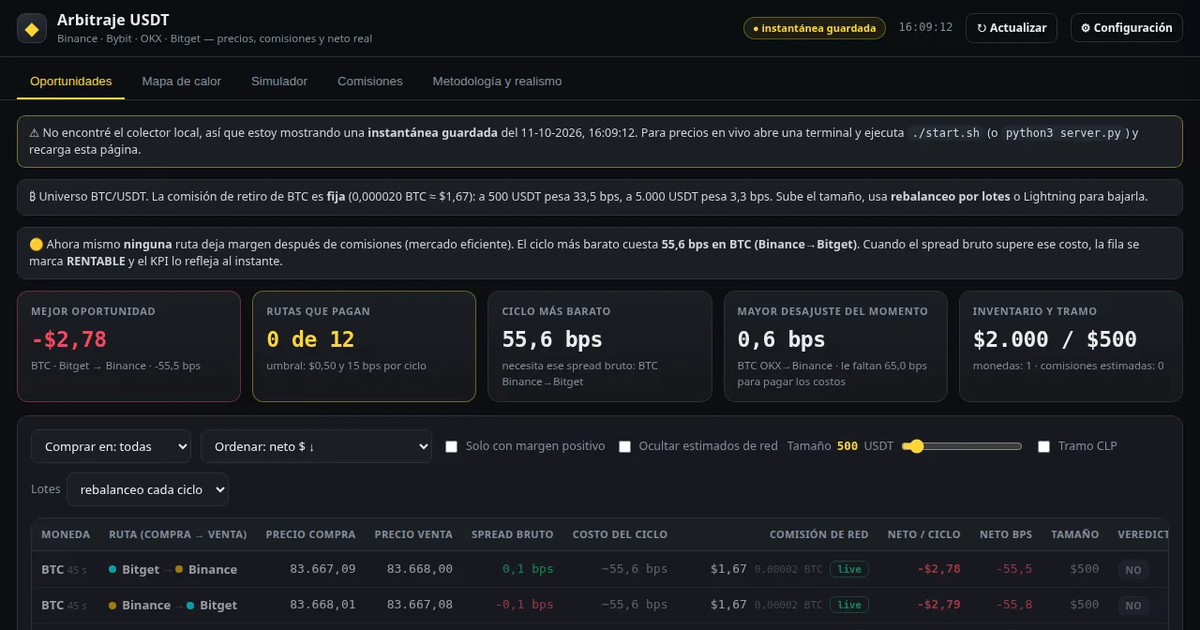 Arbitraje USDT
Binance · Bybit · OKX · Bitget — precios, comisiones y neto real
● instantánea guardada
16:09:12
↻ Actualizar
⚙ Configuración
Oportunidades
Mapa de calor
Simulador
Comisiones
Metodología y realismo
⚠ No encontré el colector local, así que estoy mostrando una instantánea guardada del 11-10-2026, 16:09:12. Para precios en vivo abre una terminal y ejecuta ./start.sh (o python3 server.py) y
recarga esta página.
₿ Universo BTC/USDT. La comisión de retiro de BTC es fija (0,000020 BTC ≈ $1,67): a 500 USDT pesa 33,5 bps, a 5.000 USDT pesa 3,3 bps. Sube el tamaño, usa rebalanceo por lotes o Lightning para bajarla.
🟡 Ahora mismo ninguna ruta deja margen después de comisiones (mercado eficiente). El ciclo más barato cuesta 55,6 bps en BTC (Binance→Bitget). Cuando el spread bruto supere ese costo, la fila se
marca RENTABLE y el KPI lo refleja al instante.
MEJOR OPORTUNIDAD
-$2,78
BTC · Bitget → Binance · -55,5 bps
RUTAS QUE PAGAN
0 de 12
umbral: $0,50 y 15 bps por ciclo
CICLO MÁS BARATO
55,6 bps
necesita ese spread bruto: BTC
Binance→Bitget
MAYOR DESAJUSTE DEL MOMENTO
0,6 bps
BTC OKX→Binance · le faltan 65,0 bps
para pagar los costos
INVENTARIO Y TRAMO
$2.000 / $500
monedas: 1 · comisiones estimadas: 0
Comprar en: todas
Ordenar: neto $ ↓
Solo con margen positivo
Ocultar estimados de red
Tamaño 500 USDT
Tramo CLP
Lotes
rebalanceo cada ciclo
MONEDA RUTA (COMPRA → VENTA) PRECIO COMPRA PRECIO VENTA SPREAD BRUTO COSTO DEL CICLO COMISIÓN DE RED NETO / CICLO NETO BPS TAMAÑO VEREDICT
BTC 45 s Bitget → Binance 83.667,09 83.668,00 0,1 bps −55,6 bps $1,67 0,00002 BTC live -$2,78 -55,5 $500 NO
BTC 45 s Binance → Bitget 83.668,01 83.667,08 -0,1 bps −55,6 bps $1,67 0,00002 BTC live -$2,79 -55,8 $500 NO